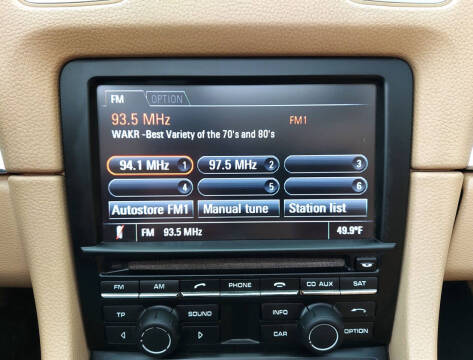 FM OPTION
93.5 MHz FM1
WAKR -Best Variety of the 70's and 80's
94.1 MHz 1 97.5 MHz 2 3
4 5 6
Autostore FM1 Manual tune Station list
FM 93.5 MHz 49.9°F
FM AM PHONE CD AUX SAT
TP SOUND INFO
CAR OPTION